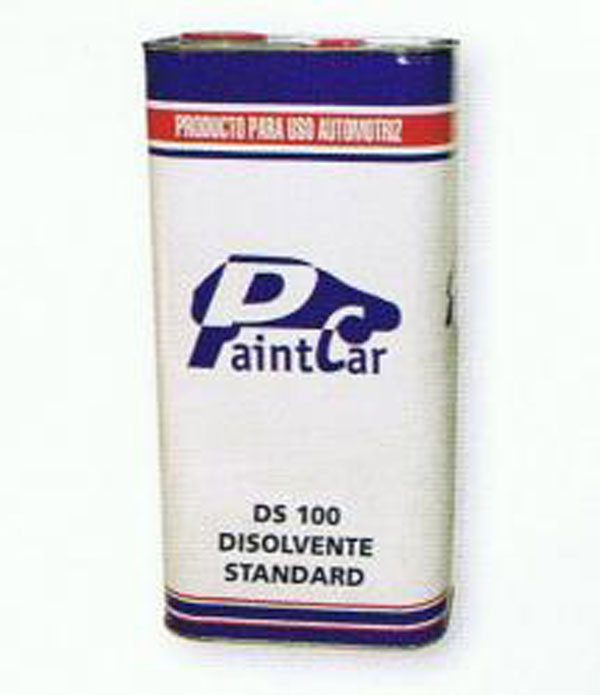 PRODUCTO PARA USO AUTOMOTRIZ
PaintCar
DS 100
DISOLVENTE
STANDARD